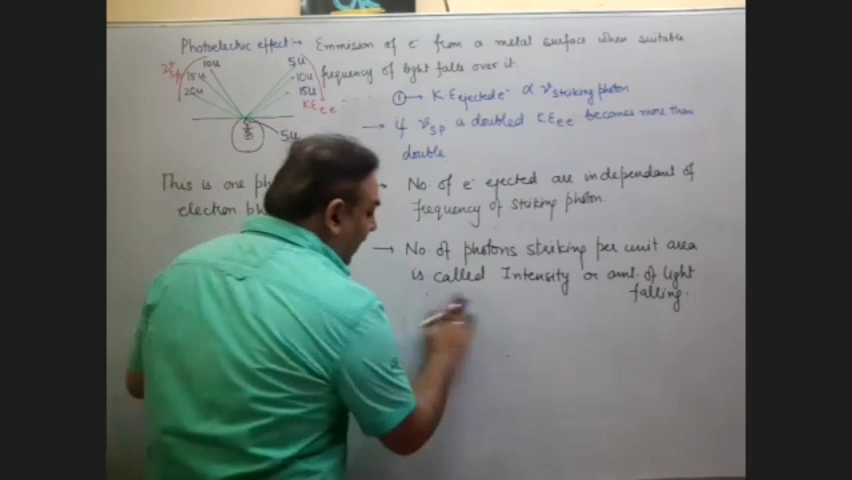 Photoelectric effect :→ Emmision of e⁻ from a metal surface when suitable
frequency of light falls over it.
νsp 10u 5u
15u 10u
20u 15u
KEee
5u
① → K.E ejected e⁻ ∝ ν striking photon
→ if νsp is doubled KEee becomes more than
double
This is one ph
electron ph
No. of e⁻ ejected are independant of
frequency of striking photon.
→ No. of photons striking per unit area
is called Intensity or amt. of light
falling.